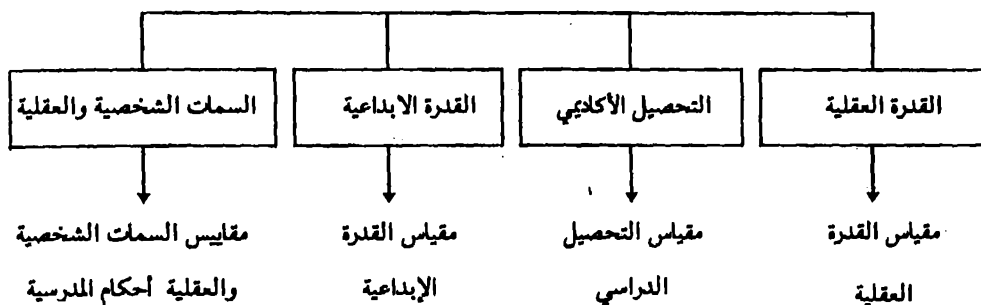 القدرة العقلية
التحصيل الأكاديمي
القدرة الابداعية
السمات الشخصية والعقلية
مقياس القدرة
العقلية
مقياس التحصيل
الدراسي
مقياس القدرة
الإبداعية
مقاييس السمات الشخصية
والعقلية أحكام المدرسية